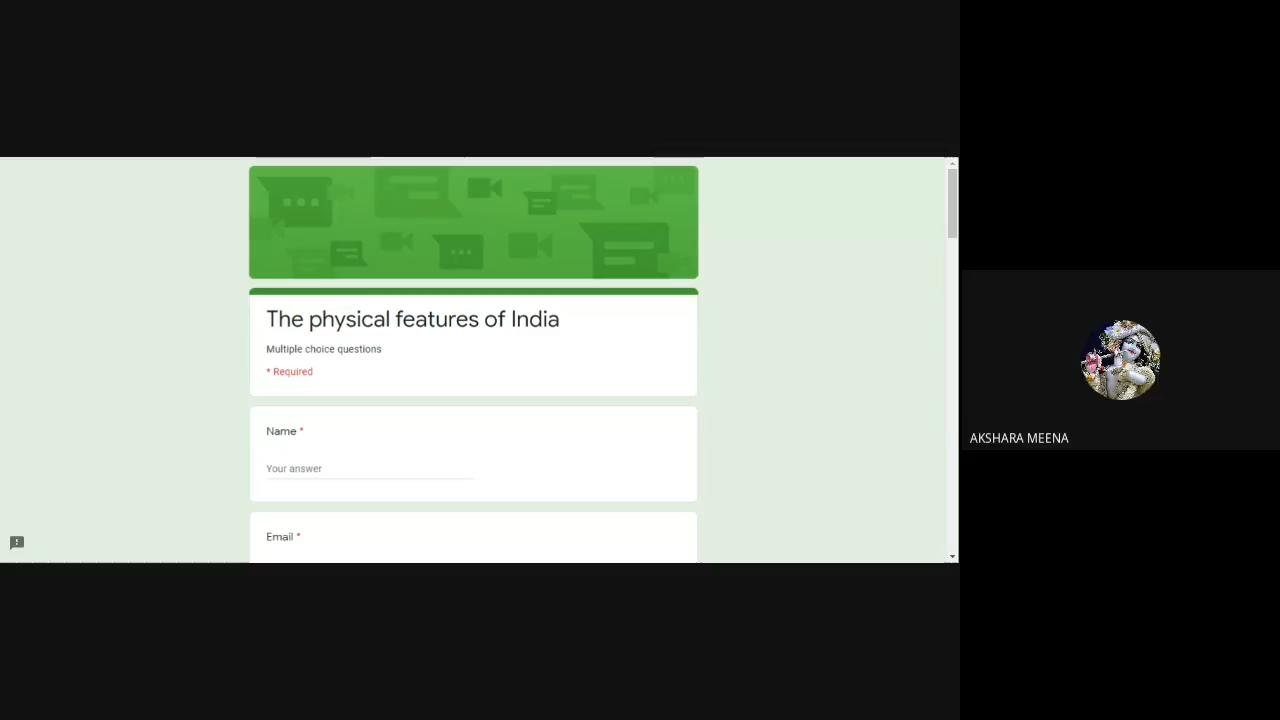 The physical features of India
Multiple choice questions
* Required
Name *
Your answer
Email *
AKSHARA MEENA